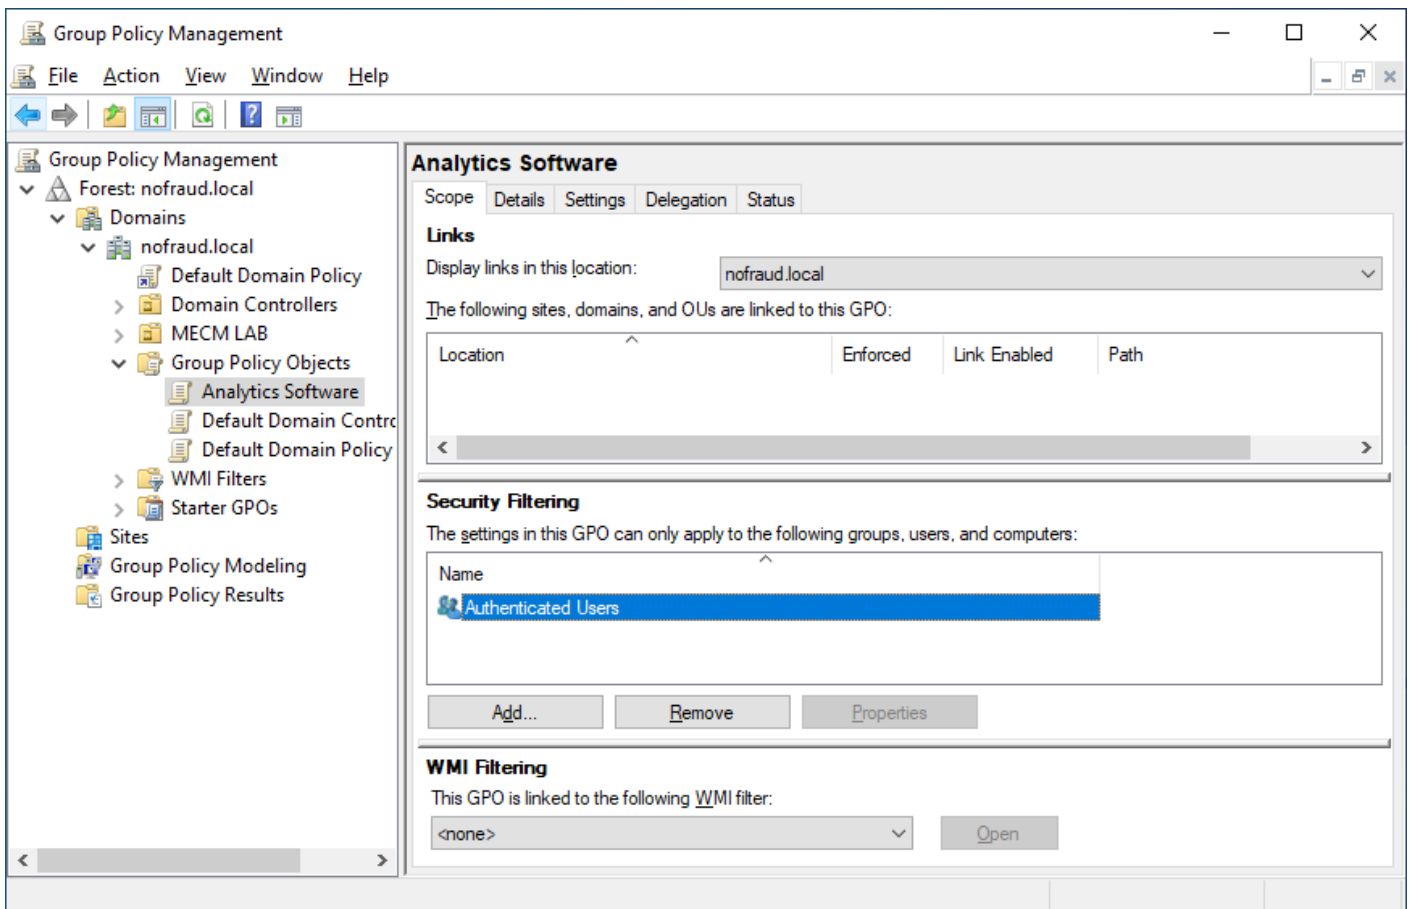 Group Policy Management
File Action View Window Help
Group Policy Management
Forest: nofraud.local
Domains
nofraud.local
Default Domain Policy
Domain Controllers
MECM LAB
Group Policy Objects
Analytics Software
Default Domain Contrc
Default Domain Policy
WMI Filters
Starter GPOs
Sites
Group Policy Modeling
Group Policy Results
Analytics Software
Scope Details Settings Delegation Status
Links
Display links in this location: nofraud.local
The following sites, domains, and OUs are linked to this GPO:
Location Enforced Link Enabled Path
Security Filtering
The settings in this GPO can only apply to the following groups, users, and computers:
Name
Authenticated Users
Add... Remove Properties
WMI Filtering
This GPO is linked to the following WMI filter:
<none> Open